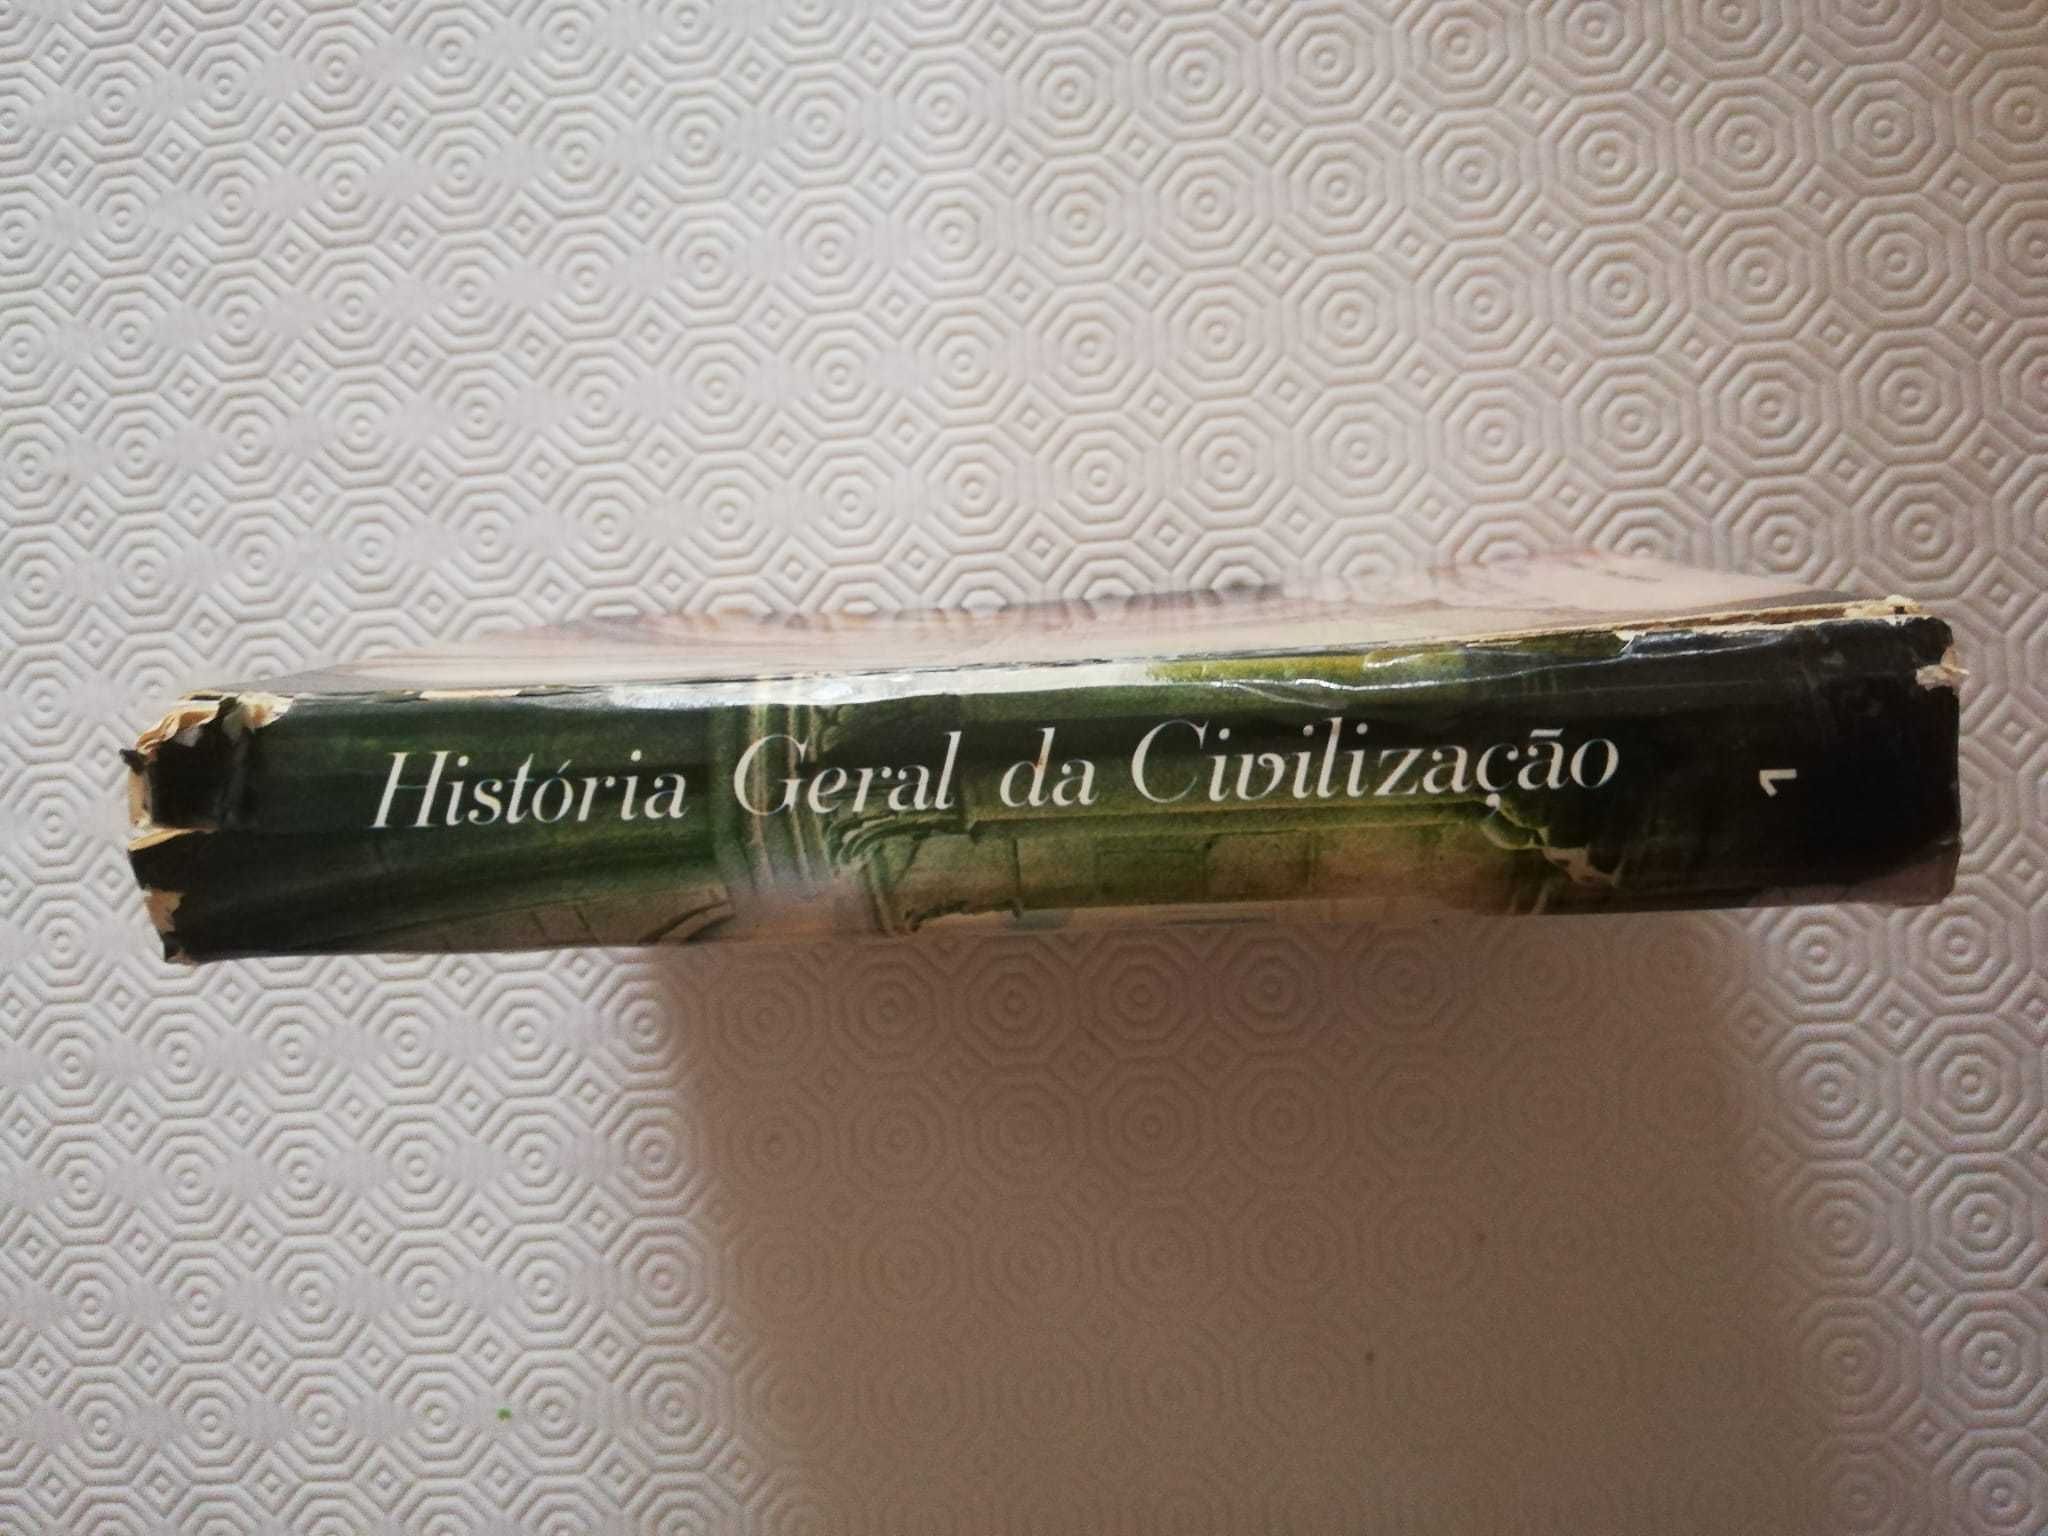 História Geral da Civilização
1